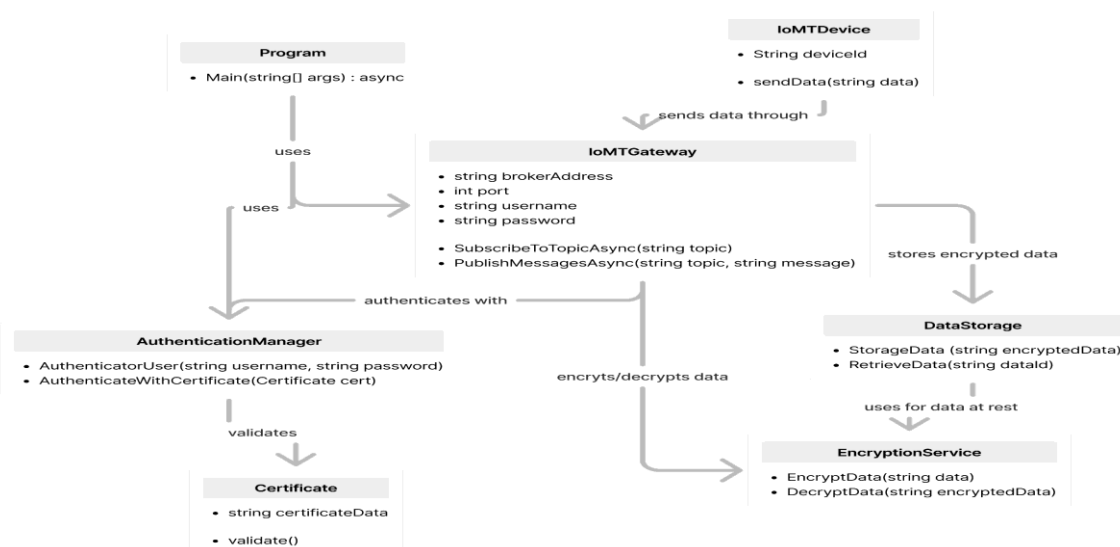 IoMTDevice
• String deviceId
• sendData(string data)
Program
• Main(string[] args) : async
sends data through
uses
IoMTGateway
• string brokerAddress
• int port
• string username
• string password
• SubscribeToTopicAsync(string topic)
• PublishMessagesAsync(string topic, string message)
uses
stores encrypted data
authenticates with
AuthenticationManager
• AuthenticatorUser(string username, string password)
• AuthenticateWithCertificate(Certificate cert)
DataStorage
• StorageData (string encryptedData)
• RetrieveData(string dataId)
encryts/decrypts data
uses for data at rest
validates
EncryptionService
• EncryptData(string data)
• DecryptData(string encryptedData)
Certificate
• string certificateData
• validate()